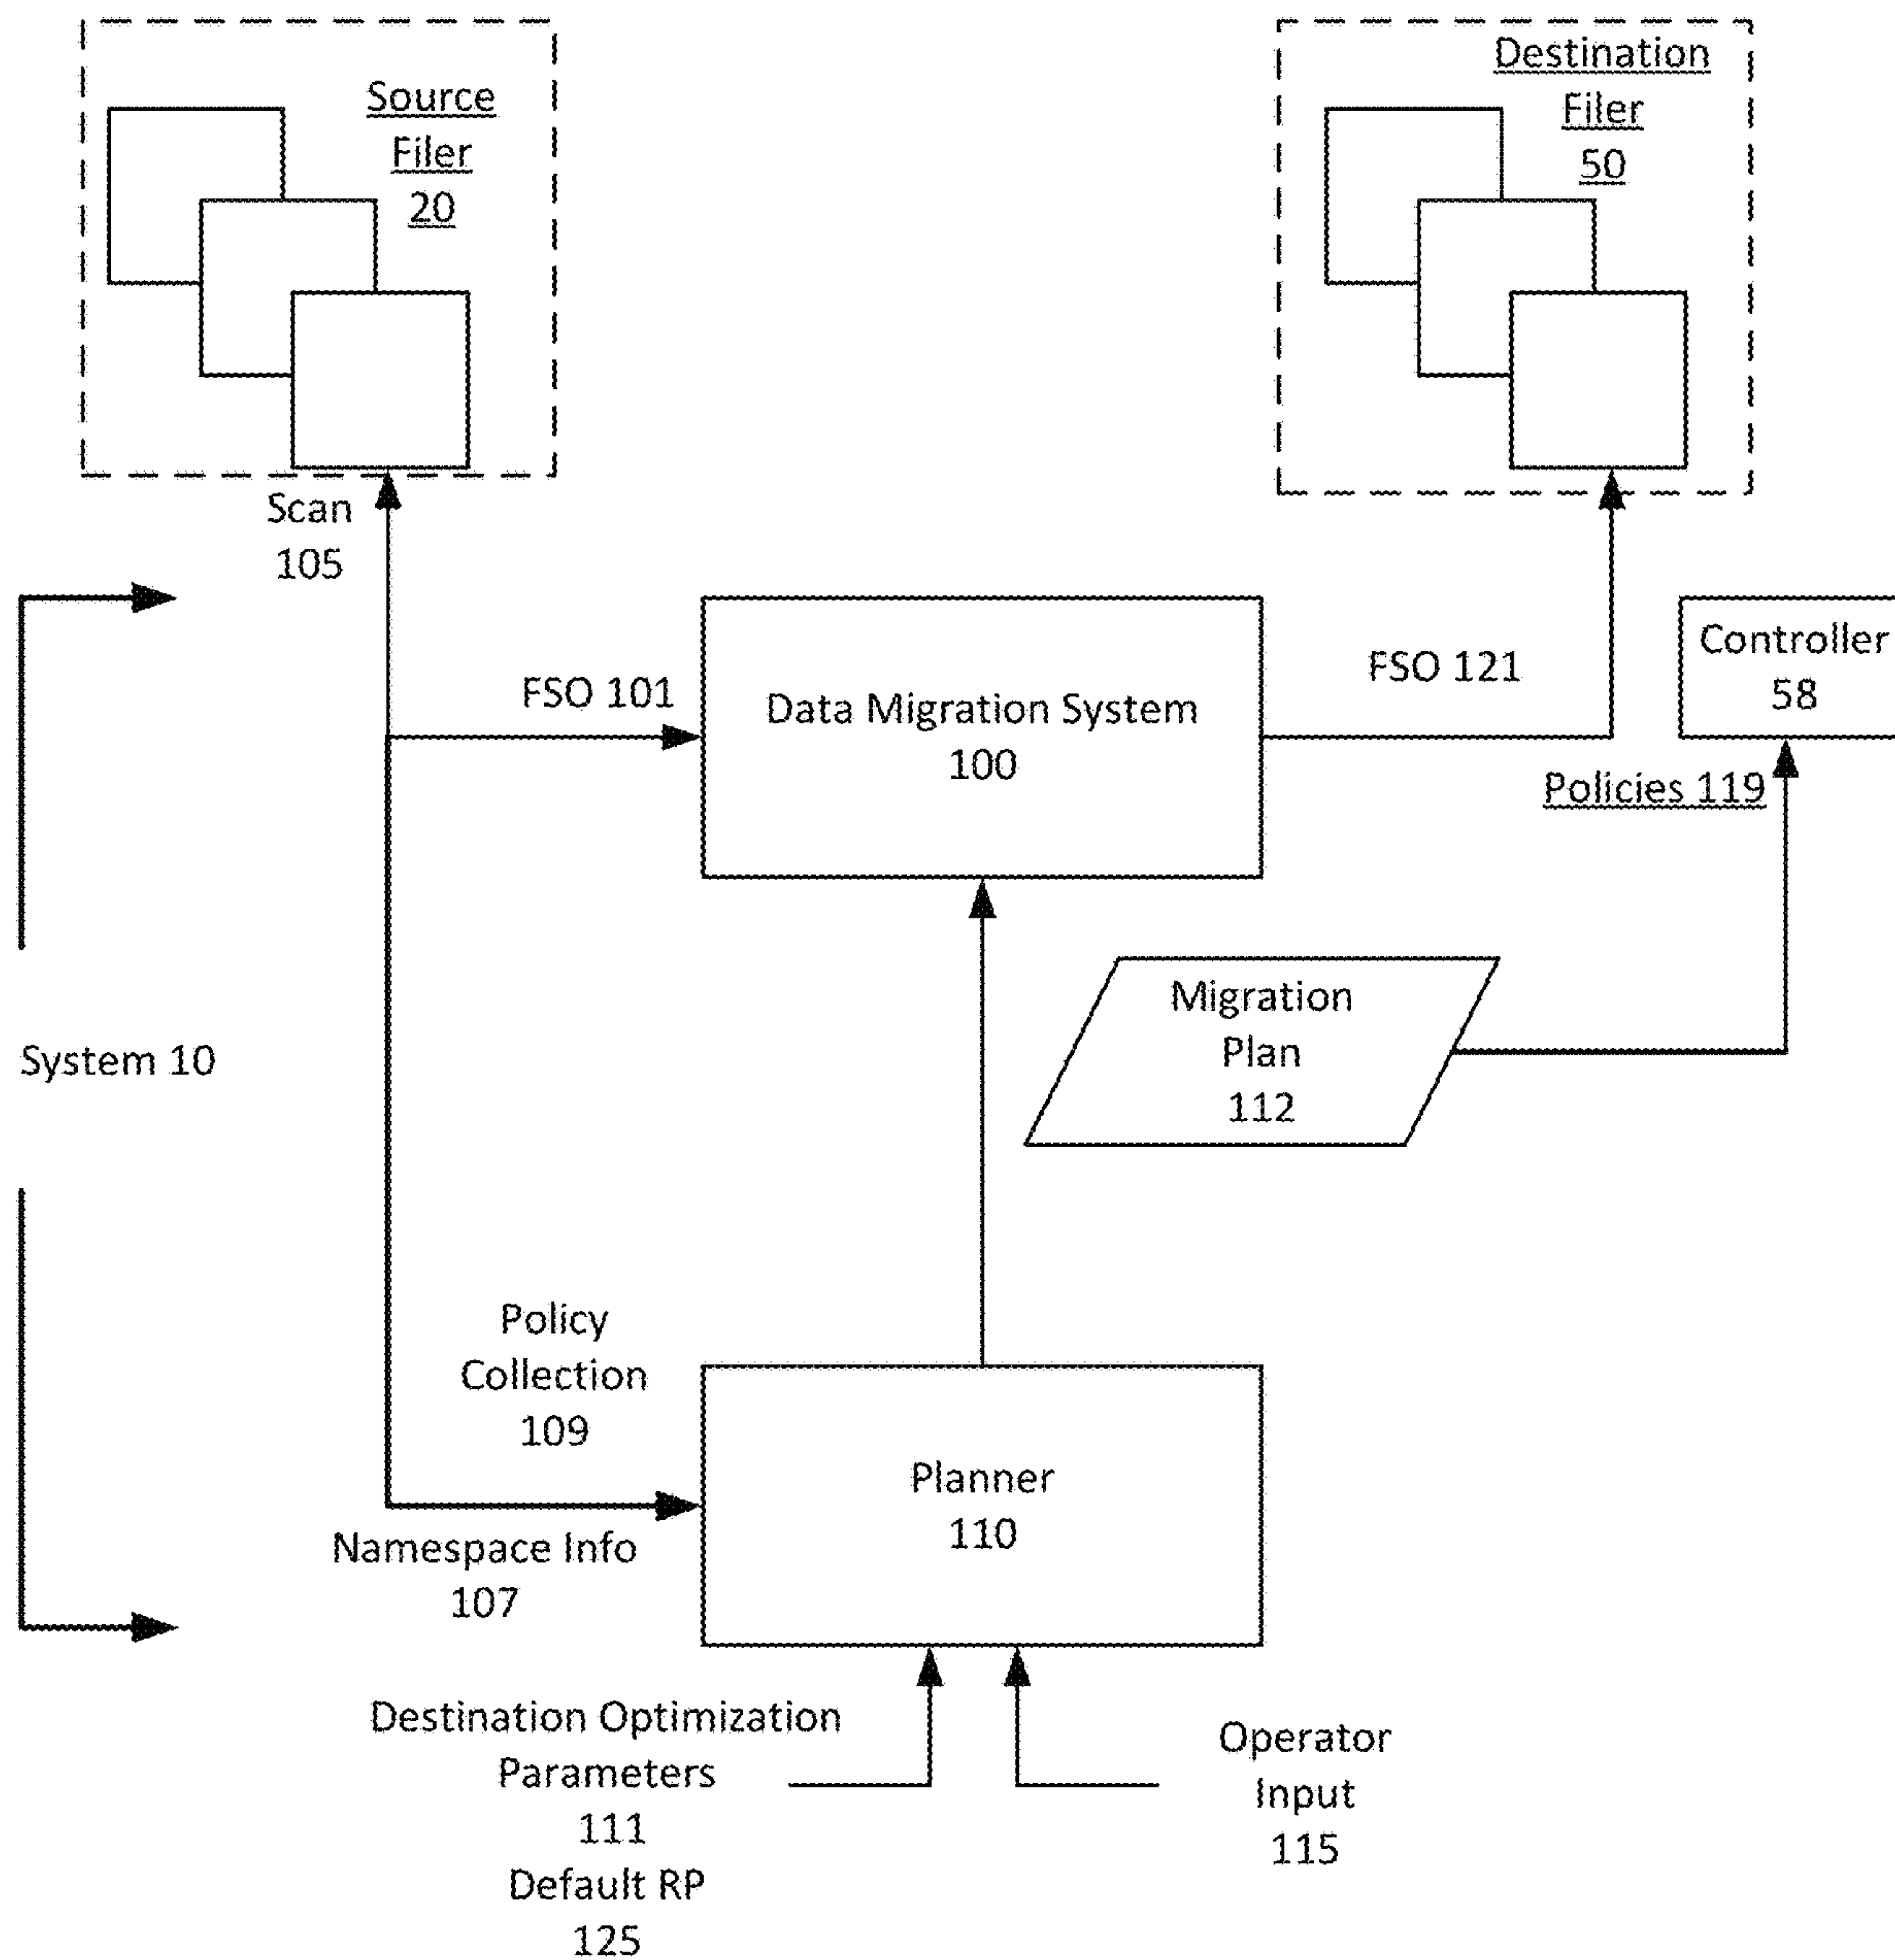 Source
Filer
20
Destination
Filer
50
Scan
105
FSO 101
Data Migration System
100
FSO 121
Controller
58
Policies 119
System 10
Migration
Plan
112
Policy
Collection
109
Planner
110
Namespace Info
107
Destination Optimization
Parameters
111
Default RP
125
Operator
Input
115